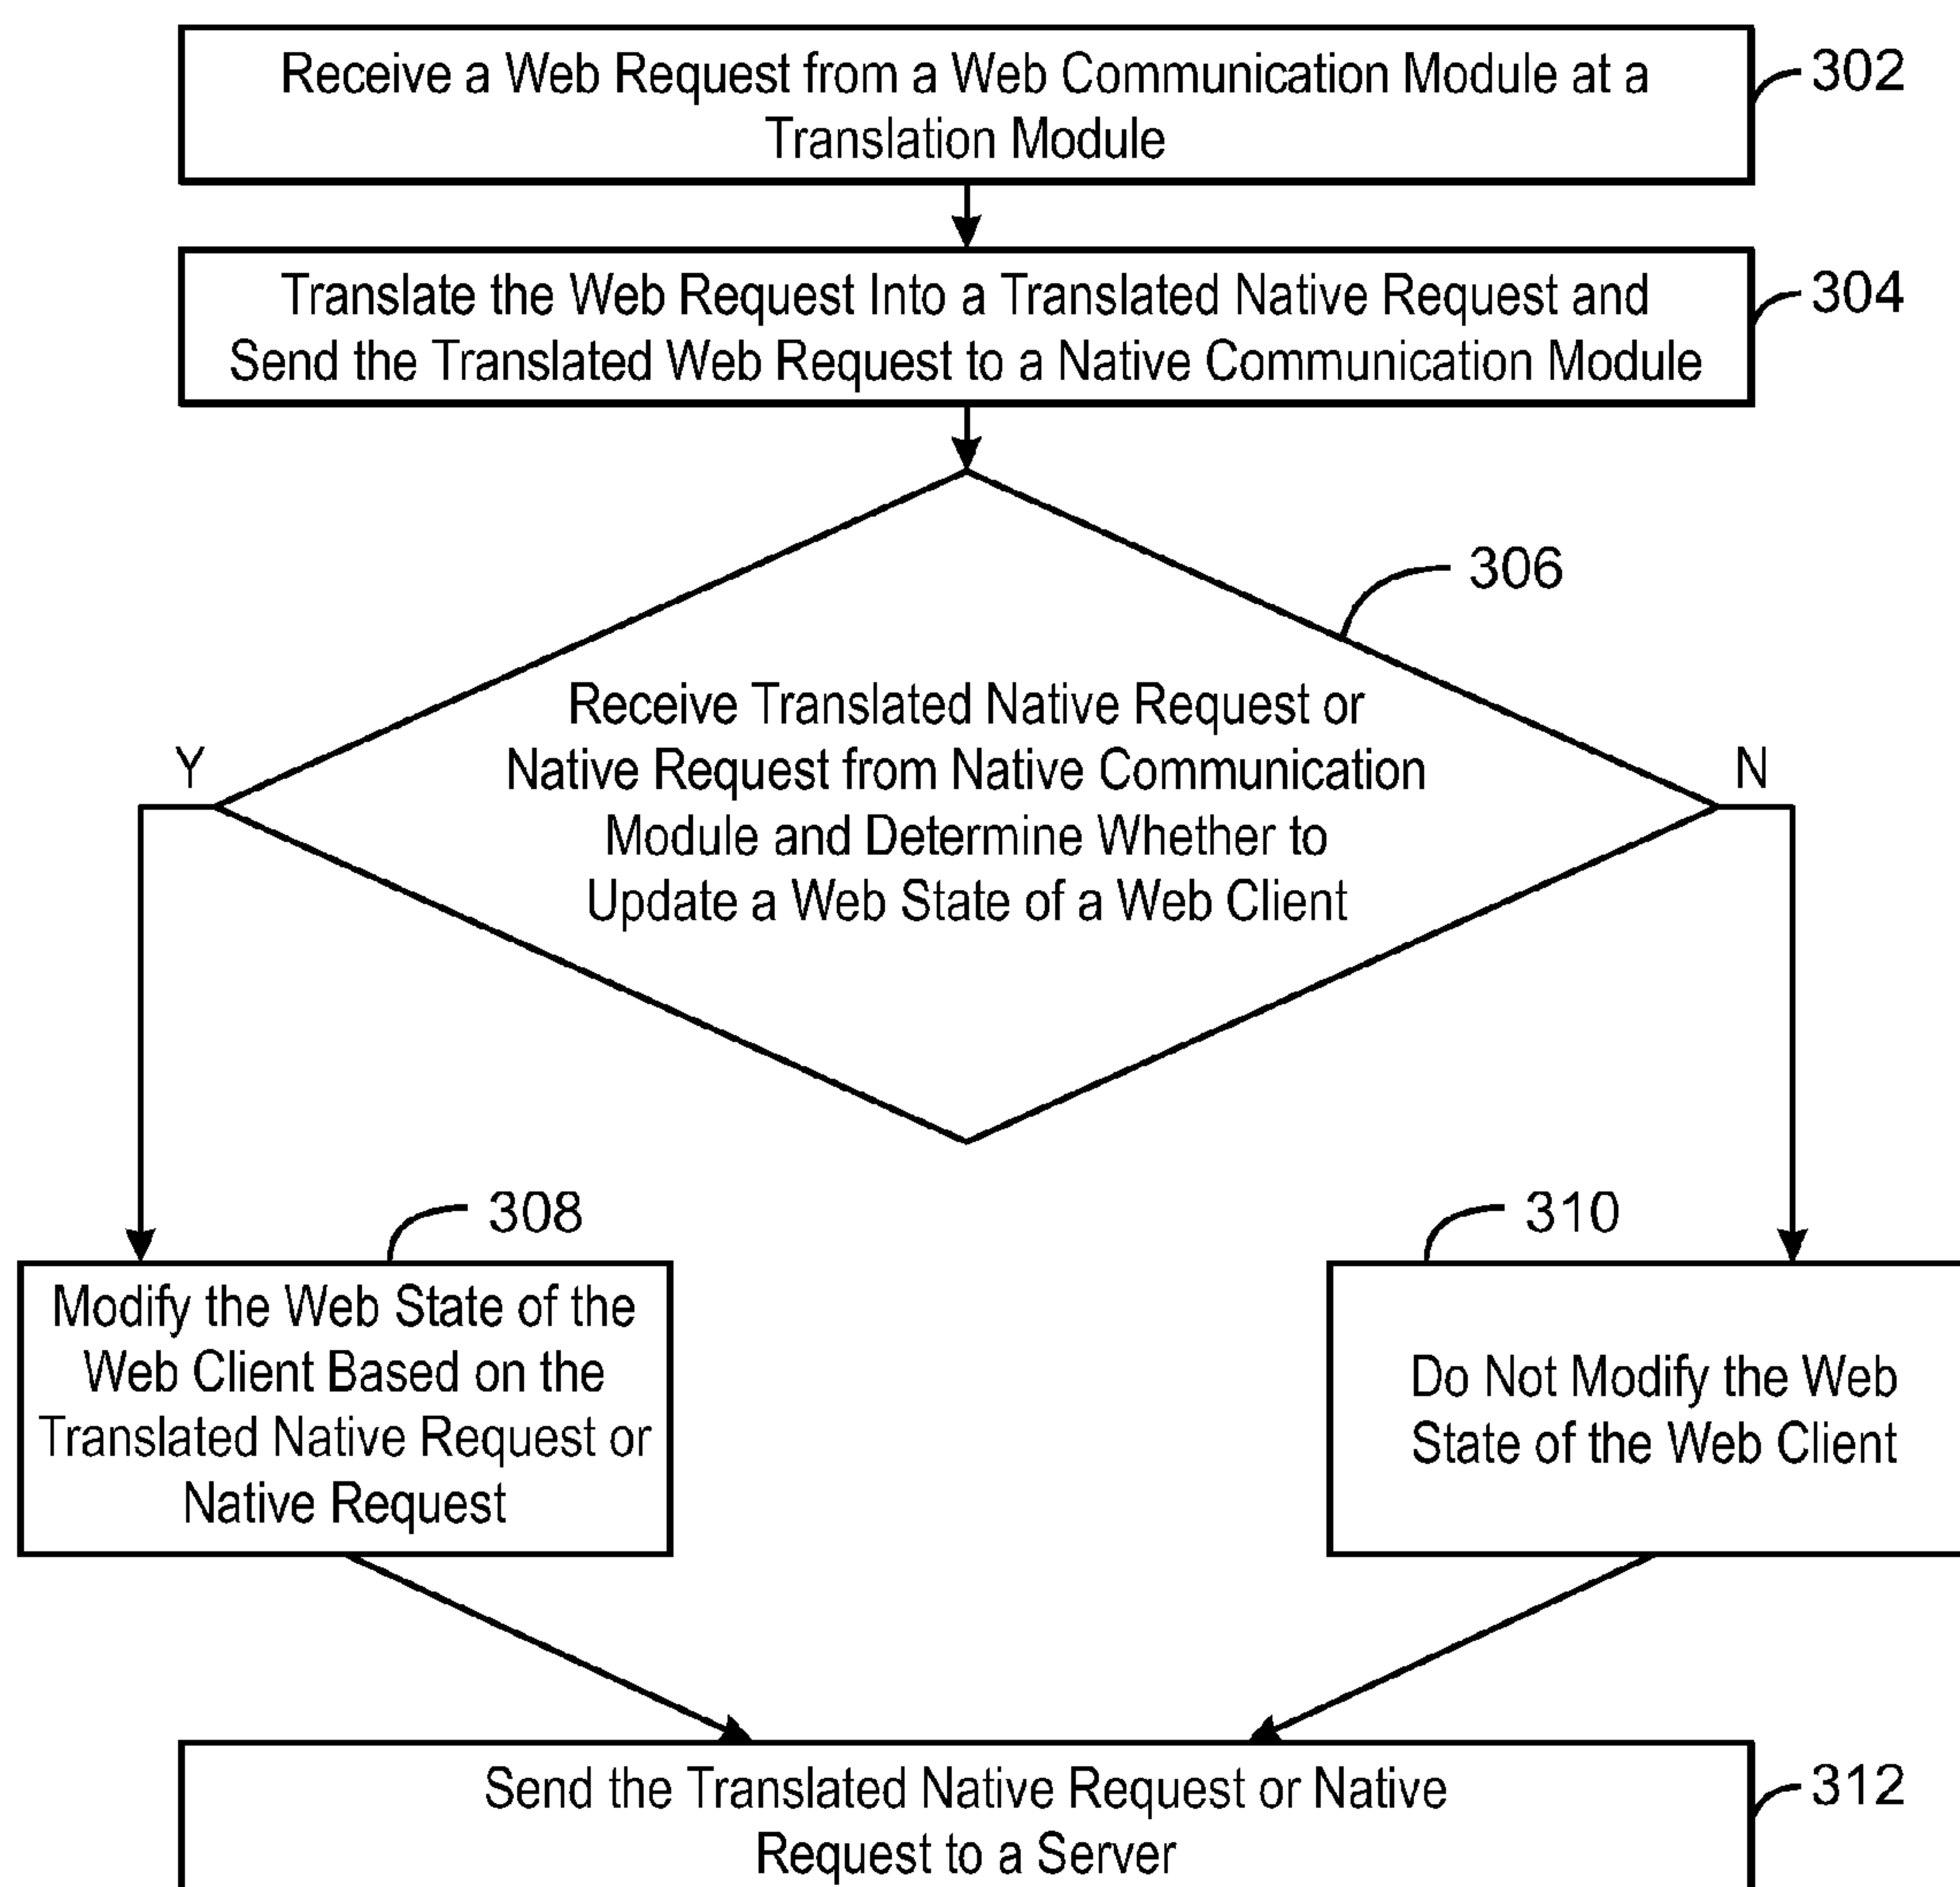 Receive a Web Request from a Web Communication Module at a
Translation Module
302
Translate the Web Request Into a Translated Native Request and
Send the Translated Web Request to a Native Communication Module
304
306
Receive Translated Native Request or
Native Request from Native Communication
Module and Determine Whether to
Update a Web State of a Web Client
Y
N
308
Modify the Web State of the
Web Client Based on the
Translated Native Request or
Native Request
310
Do Not Modify the Web
State of the Web Client
Send the Translated Native Request or Native
Request to a Server
312